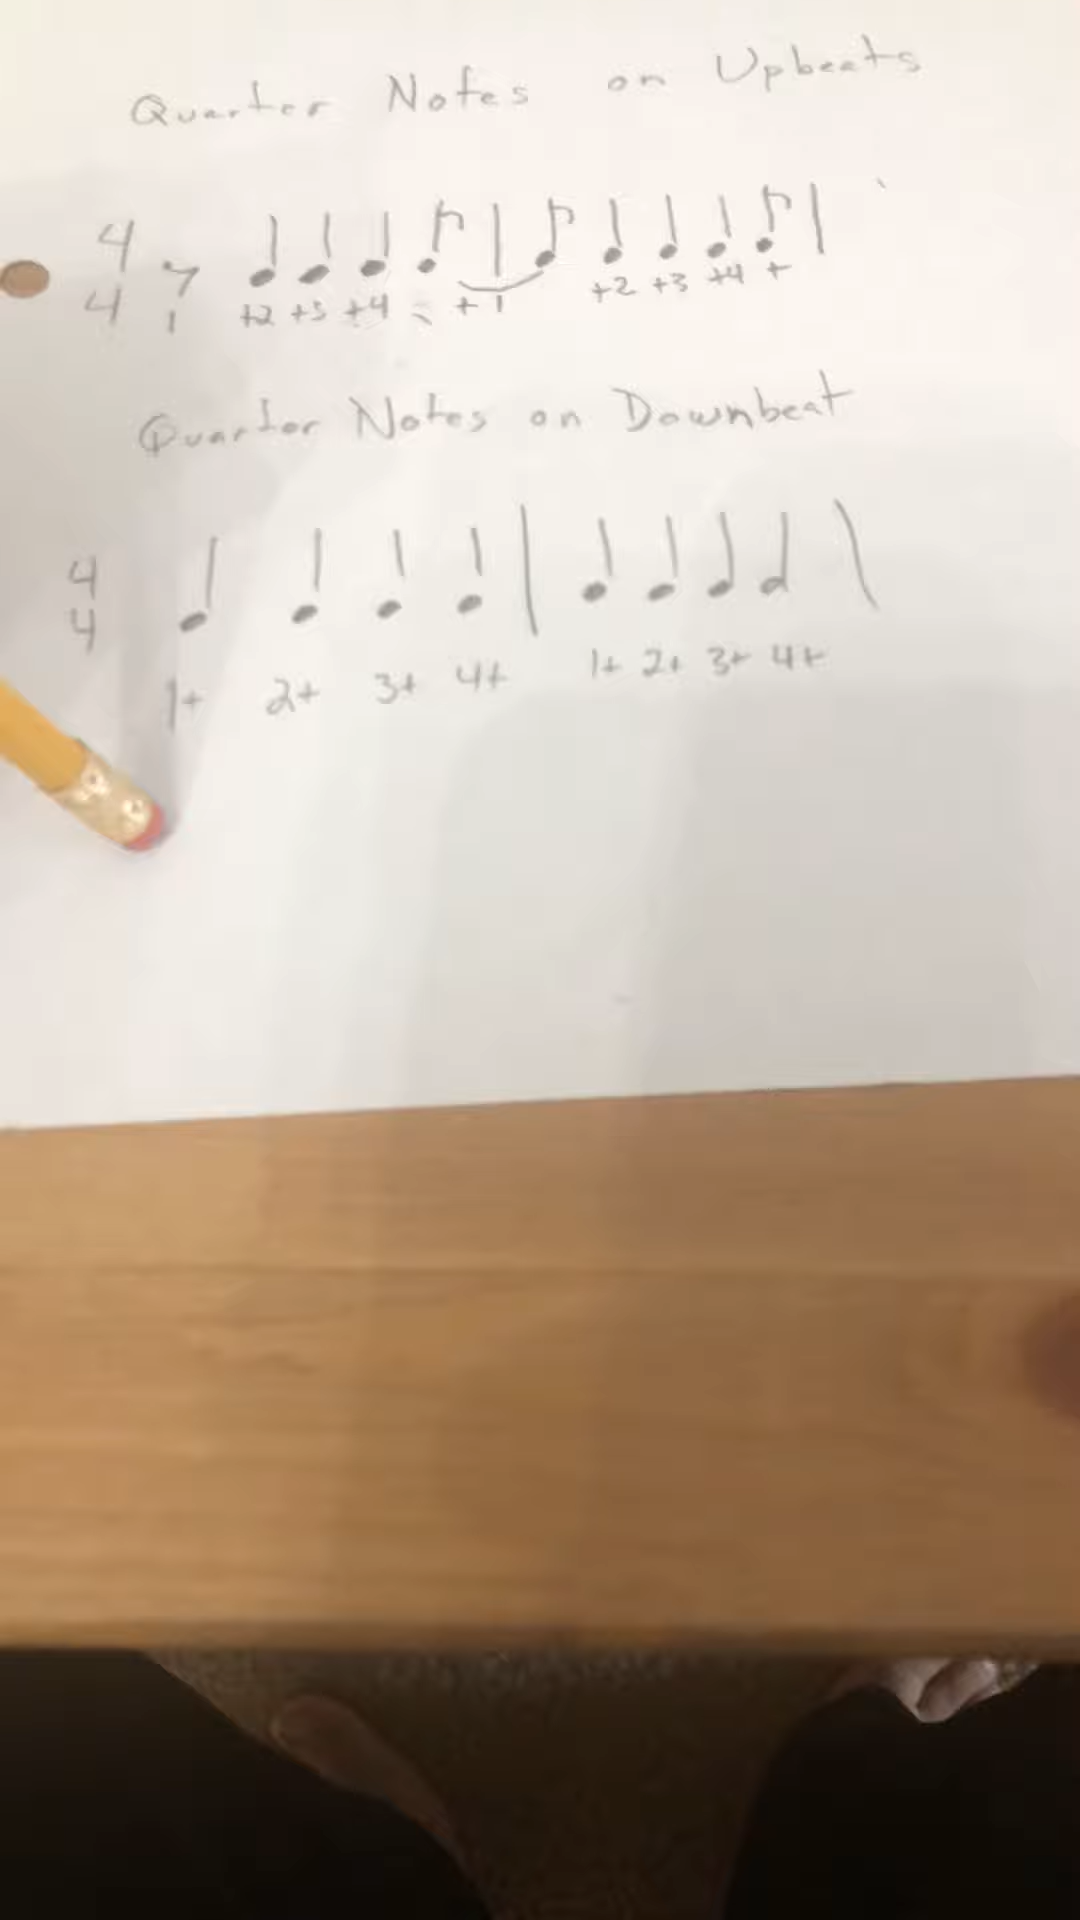 Quarter Notes on Upbeats
4
4
1 +2 +3 +4 + 1 +2 +3 +4 +
Quarter Notes on Downbeat
4
4
1+ 2+ 3+ 4+ 1+ 2+ 3+ 4+